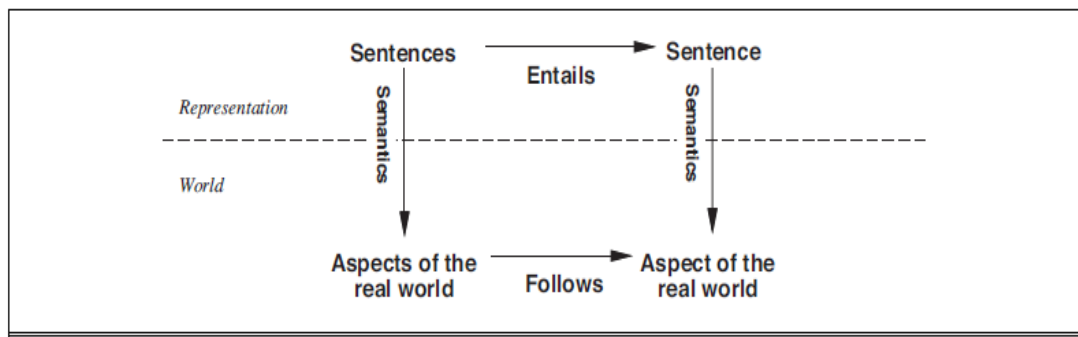 Sentences
Sentence
Entails
Representation
Semantics
Semantics
World
Aspects of the
real world
Follows
Aspect of the
real world